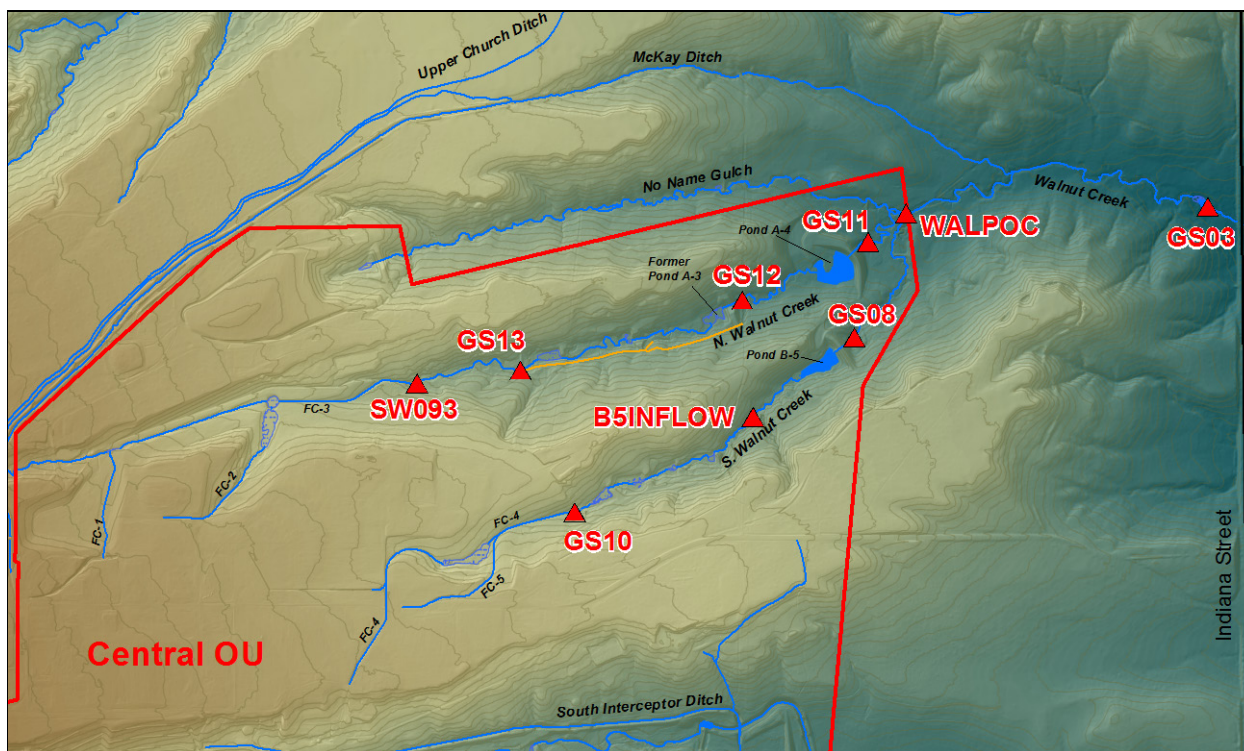 Upper Church Ditch
McKay Ditch
No Name Gulch
Walnut Creek
GS03
WALPOC
GS11
Pond A-4
Former
Pond A-3
GS12
N. Walnut Creek
GS08
Pond B-5
GS13
SW093
FC-3
B5INFLOW
S. Walnut Creek
FC-2
FC-1
FC-4
GS10
FC-5
FC-4
Indiana Street
Central OU
South Interceptor Ditch